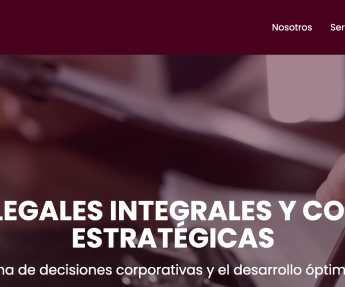 Nosotros Ser
LEGALES INTEGRALES Y CO
ESTRATÉGICAS
na de decisiones corporativas y el desarrollo óptim